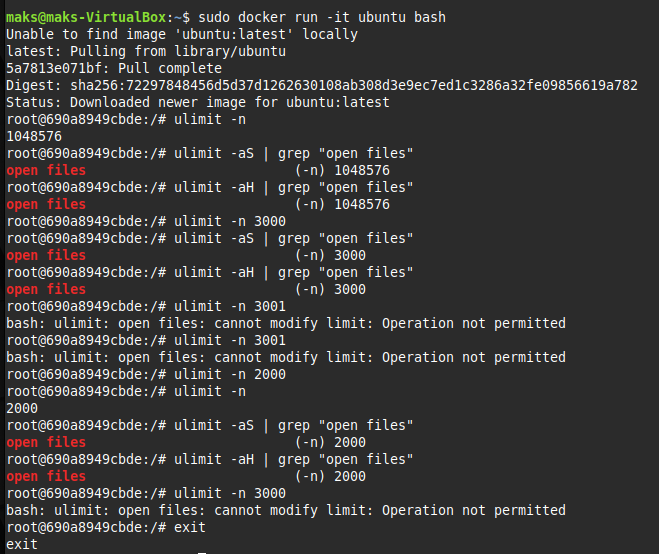 maks@maks-VirtualBox:~$ sudo docker run -it ubuntu bash
Unable to find image 'ubuntu:latest' locally
latest: Pulling from library/ubuntu
5a7813e071bf: Pull complete
Digest: sha256:72297848456d5d37d1262630108ab308d3e9ec7ed1c3286a32fe09856619a782
Status: Downloaded newer image for ubuntu:latest
root@690a8949cbde:/# ulimit -n
1048576
root@690a8949cbde:/# ulimit -aS | grep "open files"
open files                          (-n) 1048576
root@690a8949cbde:/# ulimit -aH | grep "open files"
open files                          (-n) 1048576
root@690a8949cbde:/# ulimit -n 3000
root@690a8949cbde:/# ulimit -aS | grep "open files"
open files                          (-n) 3000
root@690a8949cbde:/# ulimit -aH | grep "open files"
open files                          (-n) 3000
root@690a8949cbde:/# ulimit -n 3001
bash: ulimit: open files: cannot modify limit: Operation not permitted
root@690a8949cbde:/# ulimit -n 3001
bash: ulimit: open files: cannot modify limit: Operation not permitted
root@690a8949cbde:/# ulimit -n 2000
root@690a8949cbde:/# ulimit -n
2000
root@690a8949cbde:/# ulimit -aS | grep "open files"
open files                          (-n) 2000
root@690a8949cbde:/# ulimit -aH | grep "open files"
open files                          (-n) 2000
root@690a8949cbde:/# ulimit -n 3000
bash: ulimit: open files: cannot modify limit: Operation not permitted
root@690a8949cbde:/# exit
exit